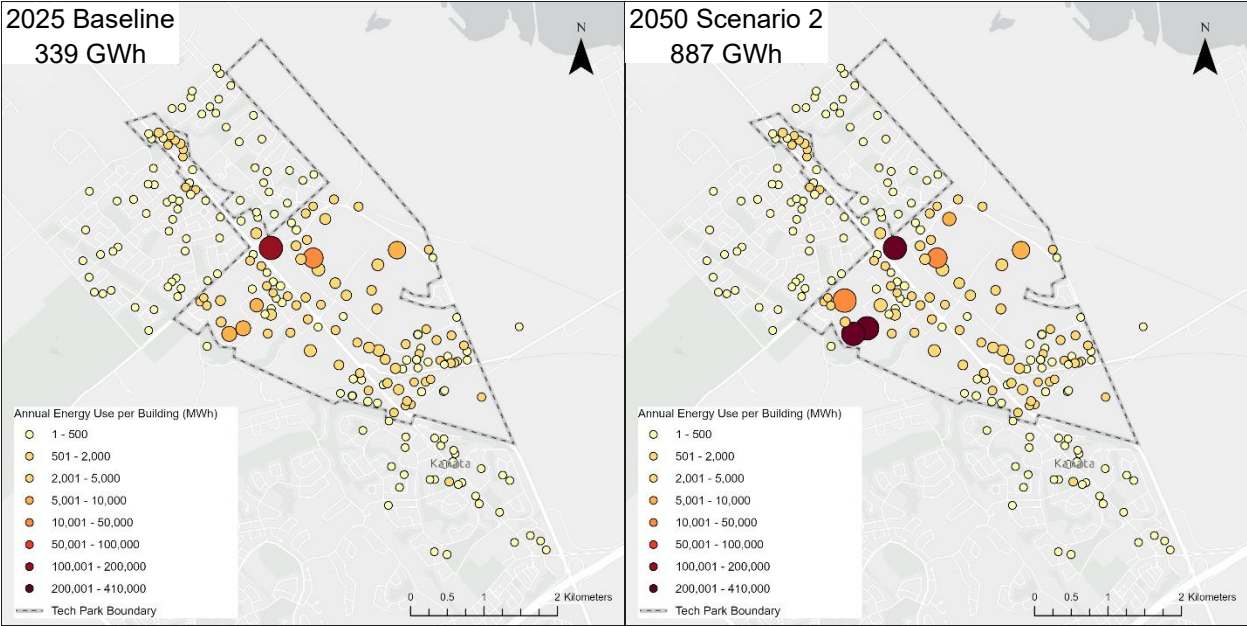 2025 Baseline
339 GWh
N
Kanata
Annual Energy Use per Building (MWh)
1 - 500
501 - 2,000
2,001 - 5,000
5,001 - 10,000
10,001 - 50,000
50,001 - 100,000
100,001 - 200,000
200,001 - 410,000
Tech Park Boundary
0 0.5 1 2 Kilometers
2050 Scenario 2
887 GWh
N
Kanata
Annual Energy Use per Building (MWh)
1 - 500
501 - 2,000
2,001 - 5,000
5,001 - 10,000
10,001 - 50,000
50,001 - 100,000
100,001 - 200,000
200,001 - 410,000
Tech Park Boundary
0 0.5 1 2 Kilometers